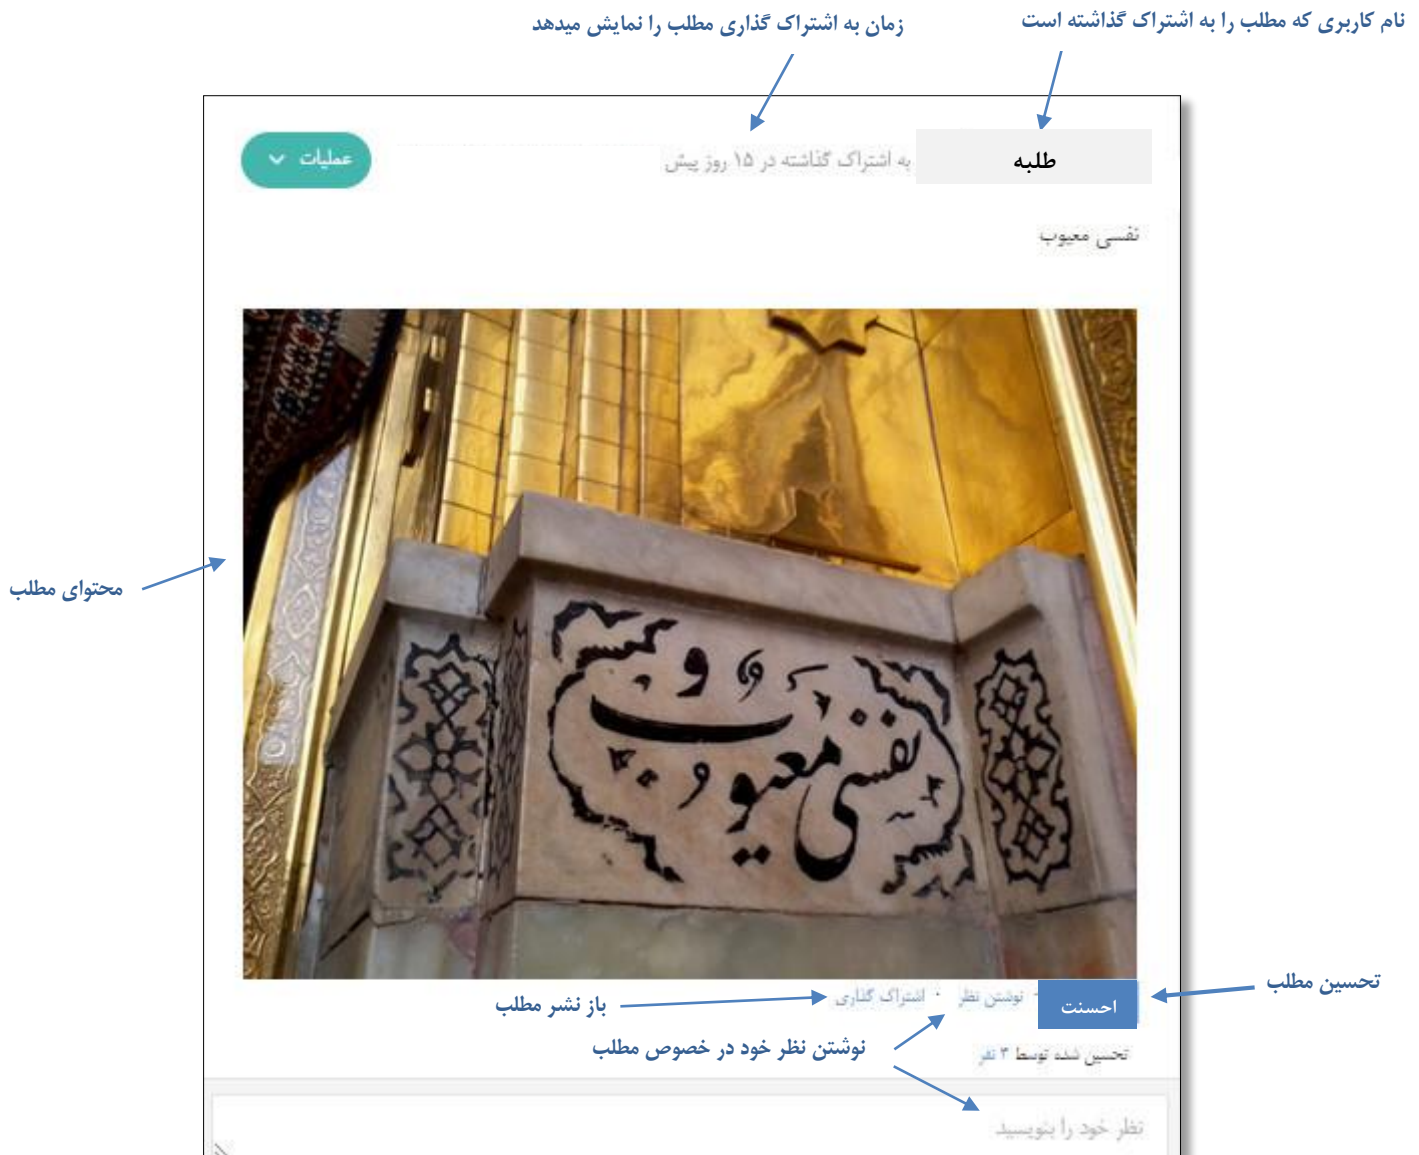 نام کاربری که مطلب را به اشتراک گذاشته است
زمان به اشتراک گذاری مطلب را نمایش میدهد
طلبه
به اشتراک گذاشته در ۱۵ روز پیش
عملیات
نفسی معیوب
محتوای مطلب
نفسی معیوب
تحسین مطلب
احسنت
نوشتن نظر · اشتراک گذاری
باز نشر مطلب
نوشتن نظر خود در خصوص مطلب
تحسین شده توسط ۳ نفر
نظر خود را بنویسید